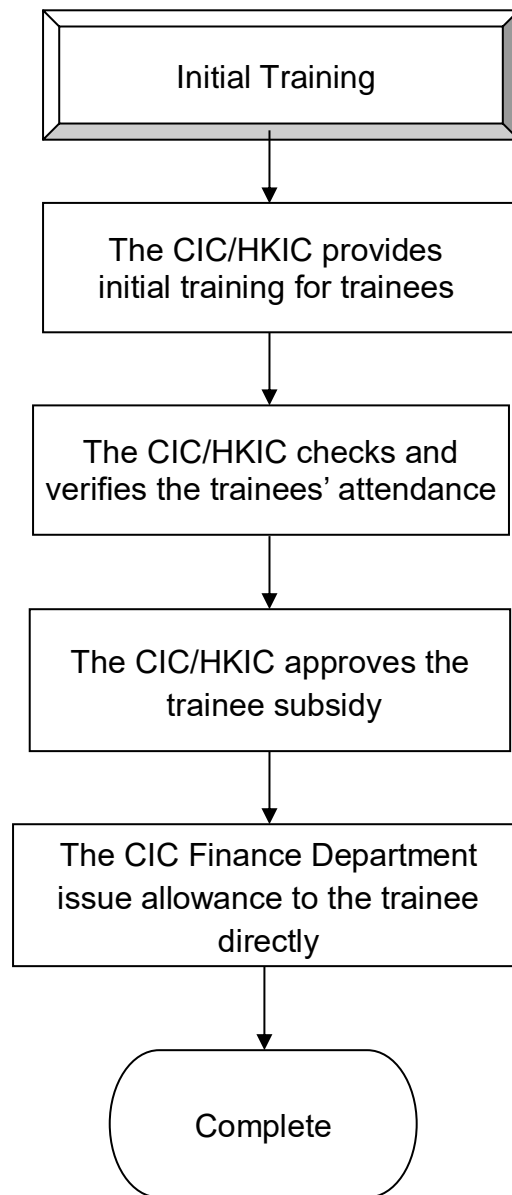 Initial Training
The CIC/HKIC provides
initial training for trainees
The CIC/HKIC checks and
verifies the trainees’ attendance
The CIC/HKIC approves the
trainee subsidy
The CIC Finance Department
issue allowance to the trainee
directly
Complete